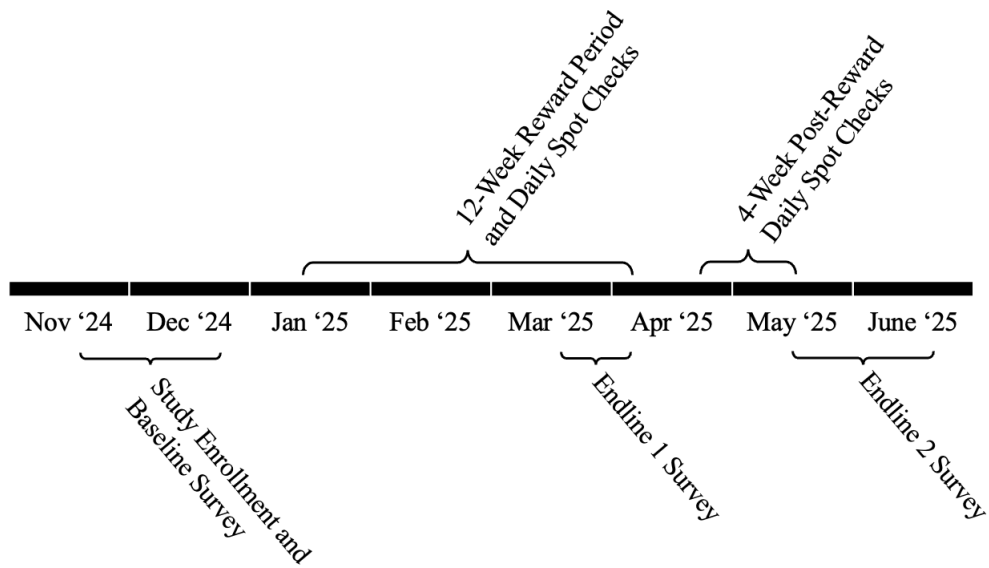 12-Week Reward Period
and Daily Spot Checks
4-Week Post-Reward
Daily Spot Checks
Nov ‘24
Dec ‘24
Jan ‘25
Feb ‘25
Mar ‘25
Apr ‘25
May ‘25
June ‘25
Study Enrollment and
Baseline Survey
Endline 1 Survey
Endline 2 Survey